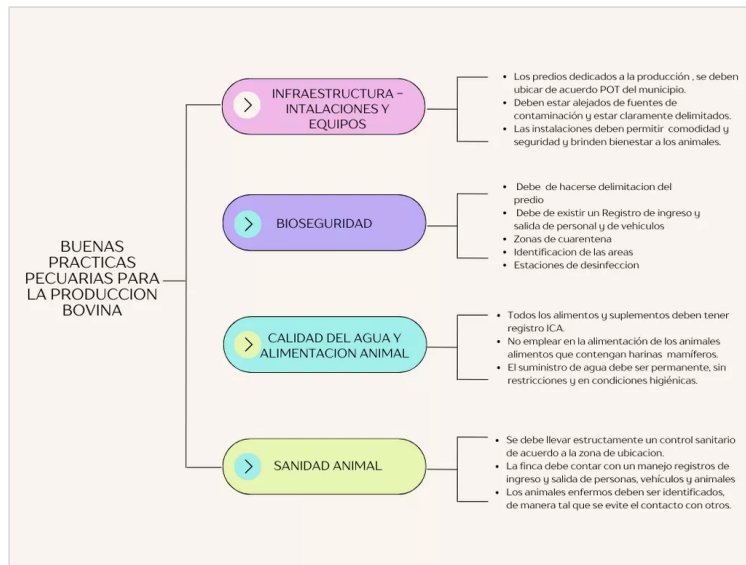 BUENAS
PRACTICAS
PECUARIAS PARA
LA PRODUCCION
BOVINA
INFRAESTRUCTURA -
INTALACIONES Y
EQUIPOS
• Los predios dedicados a la producción , se deben
ubicar de acuerdo POT del municipio.
• Deben estar alejados de fuentes de
contaminación y estar claramente delimitados.
• Las instalaciones deben permitir comodidad y
seguridad y brinden bienestar a los animales.
BIOSEGURIDAD
• Debe de hacerse delimitacion del
predio
• Debe de existir un Registro de ingreso y
salida de personal y de vehiculos
• Zonas de cuarentena
• Identificacion de las areas
• Estaciones de desinfeccion
CALIDAD DEL AGUA Y
ALIMENTACION ANIMAL
• Todos los alimentos y suplementos deben tener
registro ICA.
• No emplear en la alimentación de los animales
alimentos que contengan harinas mamíferos.
• El suministro de agua debe ser permanente, sin
restricciones y en condiciones higiénicas.
SANIDAD ANIMAL
• Se debe llevar estructamente un control sanitario
de acuerdo a la zona de ubicacion.
• La finca debe contar con un manejo registros de
ingreso y salida de personas, vehículos y animales
• Los animales enfermos deben ser identificados,
de manera tal que se evite el contacto con otros.